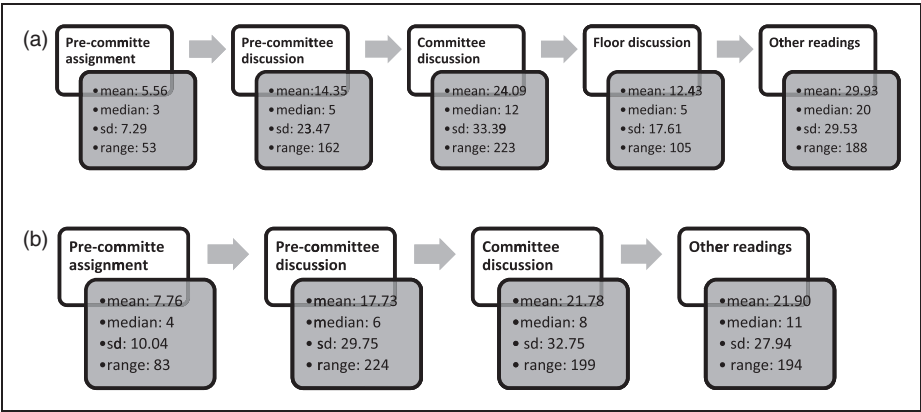 (a)
Pre-committe
assignment
•mean: 5.56
•median: 3
•sd: 7.29
•range: 53
Pre-committee
discussion
•mean:14.35
•median: 5
•sd: 23.47
•range: 162
Committee
discussion
•mean: 24.09
•median: 12
•sd: 33.39
•range: 223
Floor discussion
•mean: 12.43
•median: 5
•sd: 17.61
•range: 105
Other readings
•mean: 29.93
•median: 20
•sd: 29.53
•range: 188
(b)
Pre-committe
assignment
•mean: 7.76
•median: 4
•sd: 10.04
•range: 83
Pre-committee
discussion
•mean: 17.73
•median: 6
• sd: 29.75
•range: 224
Committee
discussion
•mean: 21.78
•median: 8
• sd: 32.75
•range: 199
Other readings
•mean: 21.90
•median: 11
• sd: 27.94
•range: 194